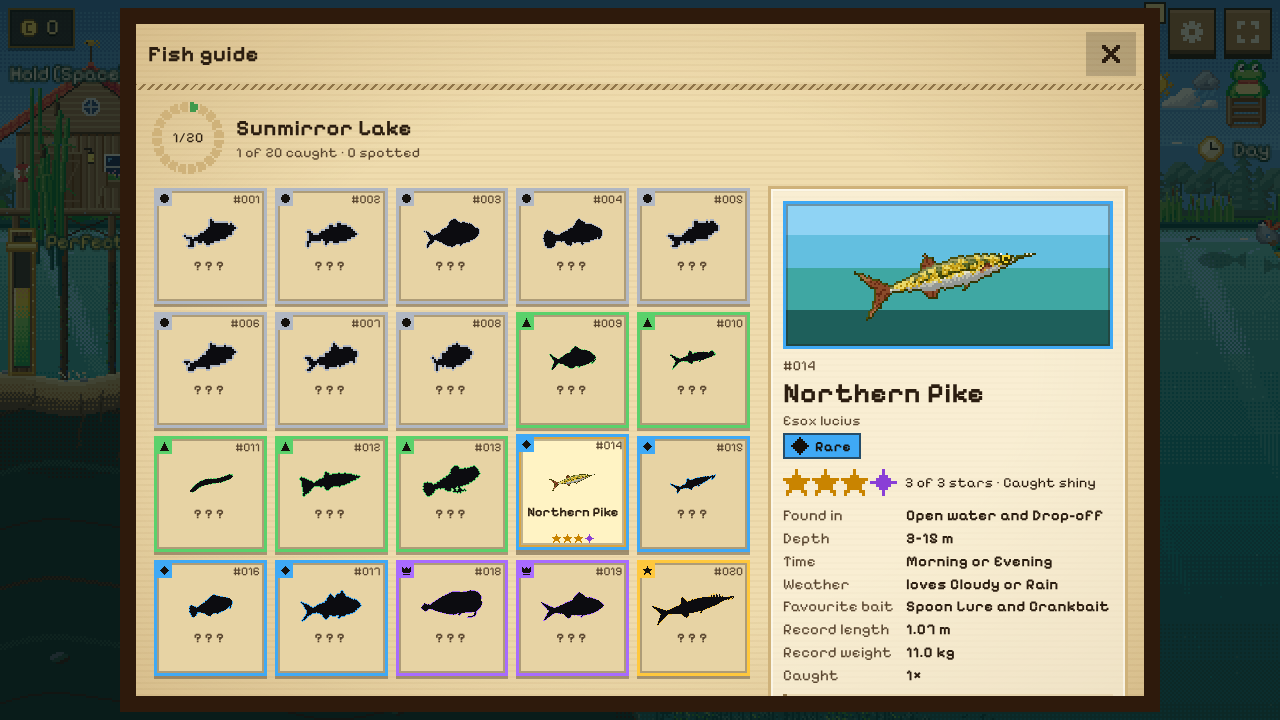 0
Hold (Space
Perfect
Day
Fish guide
1/20
Sunmirror Lake
1 of 20 caught · 0 spotted
#001
? ? ?
#002
? ? ?
#003
? ? ?
#004
? ? ?
#005
? ? ?
#006
? ? ?
#007
? ? ?
#008
? ? ?
#009
? ? ?
#010
? ? ?
#011
? ? ?
#012
? ? ?
#013
? ? ?
#014
Northern Pike
#015
? ? ?
#016
? ? ?
#017
? ? ?
#018
? ? ?
#019
? ? ?
#020
? ? ?
#014
Northern Pike
Esox lucius
Rare
3 of 3 stars · Caught shiny
Found in Open water and Drop-off
Depth 3-15 m
Time Morning or Evening
Weather loves Cloudy or Rain
Favourite bait Spoon Lure and Crankbait
Record length 1.07 m
Record weight 11.0 kg
Caught 1×